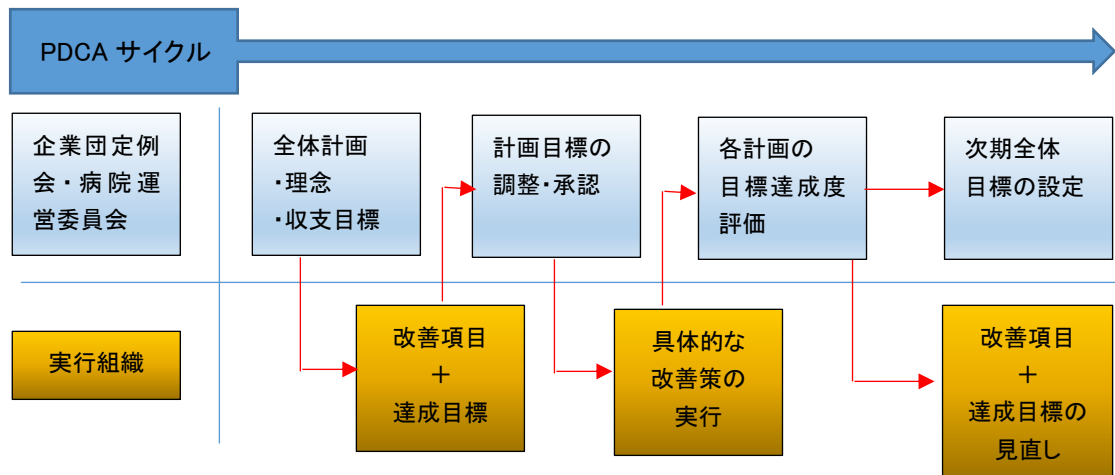 PDCA サイクル
企業団定例
会・病院運
営委員会
全体計画
・理念
・収支目標
計画目標の
調整・承認
各計画の
目標達成度
評価
次期全体
目標の設定
実行組織
改善項目
＋
達成目標
具体的な
改善策の
実行
改善項目
＋
達成目標の
見直し